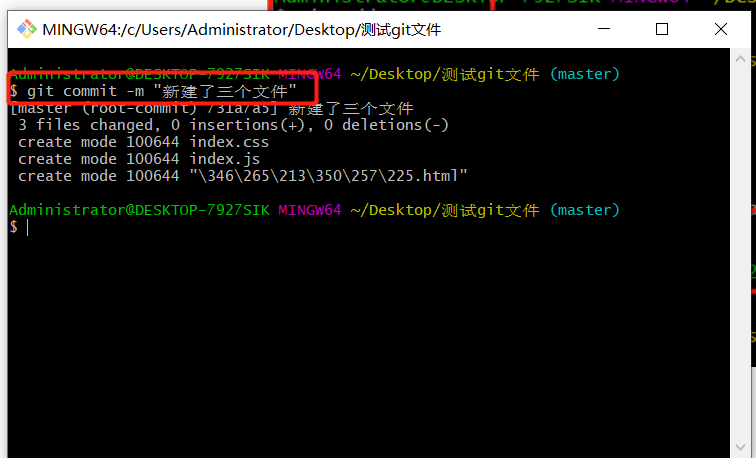 MINGW64:/c/Users/Administrator/Desktop/测试git文件
Administrator@DESKTOP-7927SIK MINGW64 ~/Desktop/测试git文件 (master)
$ git commit -m "新建了三个文件"
[master (root-commit) 731a7a5] 新建了三个文件
 3 files changed, 0 insertions(+), 0 deletions(-)
 create mode 100644 index.css
 create mode 100644 index.js
 create mode 100644 "\346\265\213\350\257\225.html"
Administrator@DESKTOP-7927SIK MINGW64 ~/Desktop/测试git文件 (master)
$